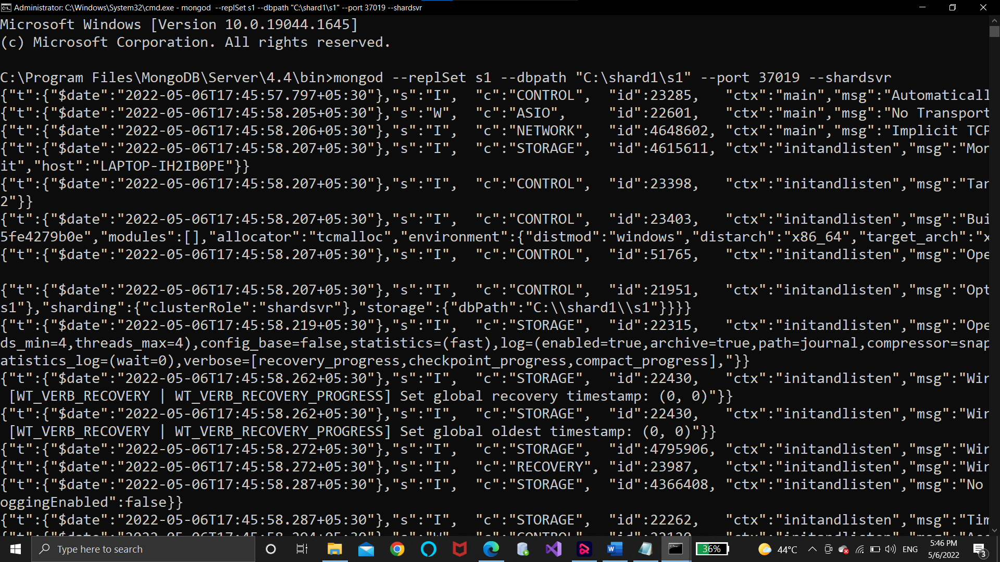 Administrator: C:\Windows\System32\cmd.exe - mongod  --replSet s1 --dbpath "C:\shard1\s1" --port 37019 --shardsvr
Microsoft Windows [Version 10.0.19044.1645]
(c) Microsoft Corporation. All rights reserved.
C:\Program Files\MongoDB\Server\4.4\bin>mongod --replSet s1 --dbpath "C:\shard1\s1" --port 37019 --shardsvr
{"t":{"$date":"2022-05-06T17:45:57.797+05:30"},"s":"I",  "c":"CONTROL",  "id":23285,   "ctx":"main","msg":"Automaticall
{"t":{"$date":"2022-05-06T17:45:58.205+05:30"},"s":"W",  "c":"ASIO",     "id":22601,   "ctx":"main","msg":"No Transport
{"t":{"$date":"2022-05-06T17:45:58.206+05:30"},"s":"I",  "c":"NETWORK",  "id":4648602, "ctx":"main","msg":"Implicit TCP
{"t":{"$date":"2022-05-06T17:45:58.207+05:30"},"s":"I",  "c":"STORAGE",  "id":4615611, "ctx":"initandlisten","msg":"Mon
it","host":"LAPTOP-IH2IB0PE"}}
{"t":{"$date":"2022-05-06T17:45:58.207+05:30"},"s":"I",  "c":"CONTROL",  "id":23398,   "ctx":"initandlisten","msg":"Tar
2"}}
{"t":{"$date":"2022-05-06T17:45:58.207+05:30"},"s":"I",  "c":"CONTROL",  "id":23403,   "ctx":"initandlisten","msg":"Bui
5fe4279b0e","modules":[],"allocator":"tcmalloc","environment":{"distmod":"windows","distarch":"x86_64","target_arch":"x
{"t":{"$date":"2022-05-06T17:45:58.207+05:30"},"s":"I",  "c":"CONTROL",  "id":51765,   "ctx":"initandlisten","msg":"Ope
{"t":{"$date":"2022-05-06T17:45:58.207+05:30"},"s":"I",  "c":"CONTROL",  "id":21951,   "ctx":"initandlisten","msg":"Opt
s1"},"sharding":{"clusterRole":"shardsvr"},"storage":{"dbPath":"C:\\shard1\\s1"}}}}
{"t":{"$date":"2022-05-06T17:45:58.219+05:30"},"s":"I",  "c":"STORAGE",  "id":22315,   "ctx":"initandlisten","msg":"Ope
ds_min=4,threads_max=4),config_base=false,statistics=(fast),log=(enabled=true,archive=true,path=journal,compressor=snap
atistics_log=(wait=0),verbose=[recovery_progress,checkpoint_progress,compact_progress],"}}
{"t":{"$date":"2022-05-06T17:45:58.262+05:30"},"s":"I",  "c":"STORAGE",  "id":22430,   "ctx":"initandlisten","msg":"Wir
[WT_VERB_RECOVERY | WT_VERB_RECOVERY_PROGRESS] Set global recovery timestamp: (0, 0)"}}
{"t":{"$date":"2022-05-06T17:45:58.262+05:30"},"s":"I",  "c":"STORAGE",  "id":22430,   "ctx":"initandlisten","msg":"Wir
[WT_VERB_RECOVERY | WT_VERB_RECOVERY_PROGRESS] Set global oldest timestamp: (0, 0)"}}
{"t":{"$date":"2022-05-06T17:45:58.272+05:30"},"s":"I",  "c":"STORAGE",  "id":4795906, "ctx":"initandlisten","msg":"Wir
{"t":{"$date":"2022-05-06T17:45:58.272+05:30"},"s":"I",  "c":"RECOVERY", "id":23987,   "ctx":"initandlisten","msg":"Wir
{"t":{"$date":"2022-05-06T17:45:58.287+05:30"},"s":"I",  "c":"STORAGE",  "id":4366408, "ctx":"initandlisten","msg":"No
oggingEnabled":false}}
{"t":{"$date":"2022-05-06T17:45:58.287+05:30"},"s":"I",  "c":"STORAGE",  "id":22262,   "ctx":"initandlisten","msg":"Tim
Type here to search
36%
44°C
ENG
5:46 PM
5/6/2022
3